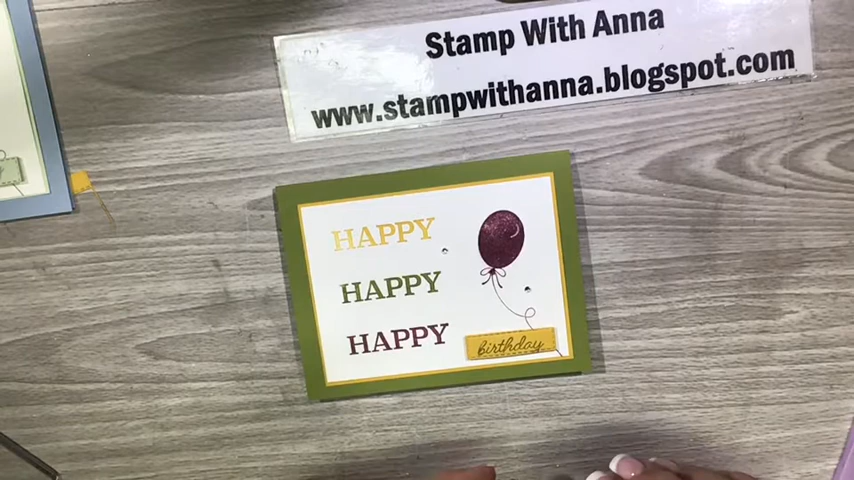 Stamp With Anna
www.stampwithanna.blogspot.com
HAPPY
HAPPY
HAPPY
birthday